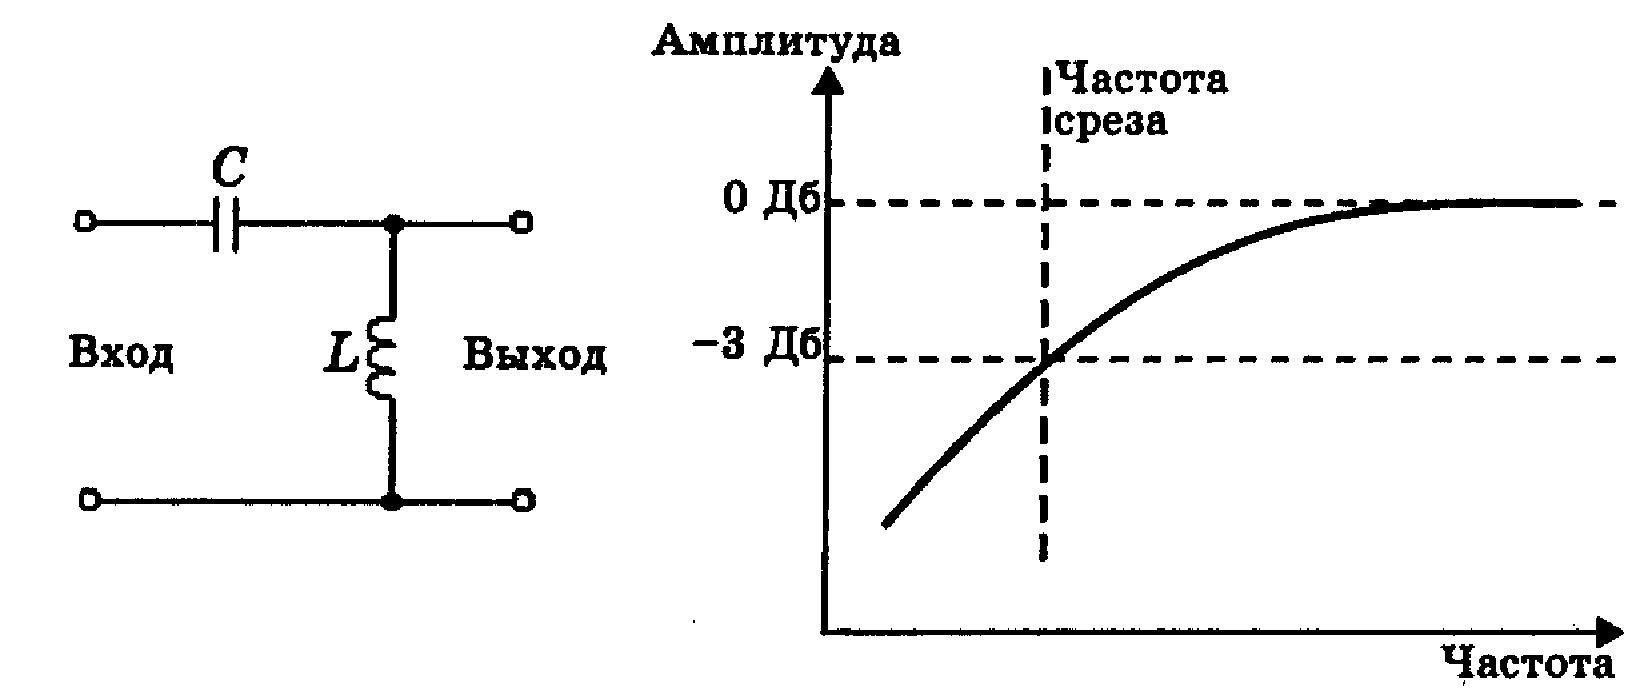 C
Вход
L
Выход
Амплитуда
Частота
среза
0 Дб
−3 Дб
Частота